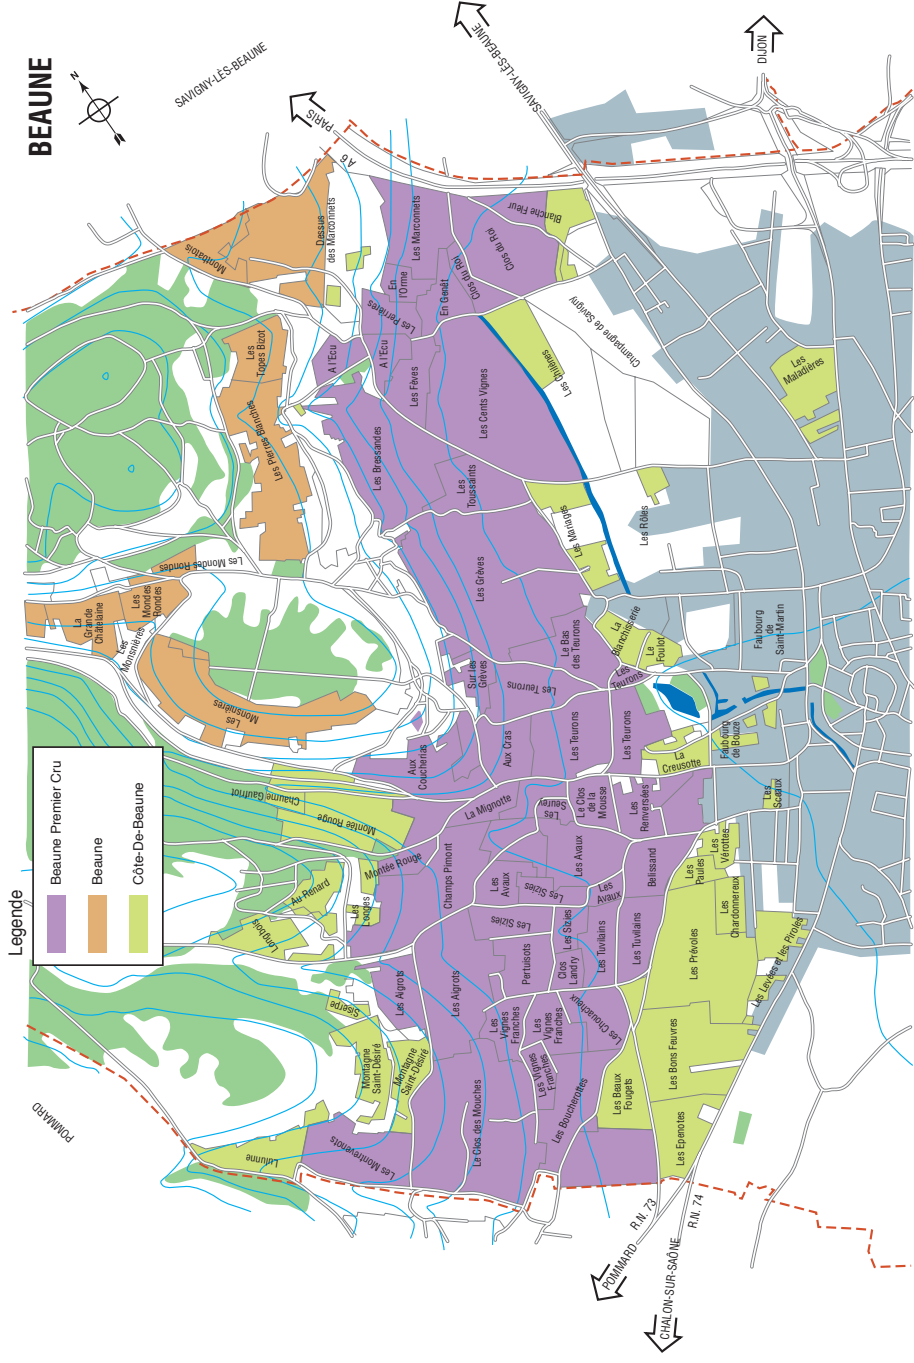 BEAUNE
N
SAVIGNY-LÈS-BEAUNE
SAVIGNY-LÈS-BEAUNE
DIJON
PARIS
A 6
Montbatois
Dessus
des Marconnets
Les Marconnets
Blanche Fleur
Clos du Roi
Clos du Roi
En
l'Orme
En Genêt
Les Perrières
A l'Ecu
A l'Ecu
Les
Topes Bizot
Les Pierres Blanches
Les Fèves
Les Cents Vignes
Les Chilènes
Champagne de Savigny
Les
Maladières
Les Bressandes
Les
Toussaints
Les Mariages
Les Rôles
Les Mondes Rondes
Les
Mondes
Rondes
La
Grande
Châtelaine
Les
Monsnières
Les
Monsnières
Les Grèves
Sur les
Grèves
Le Bas
des Teurons
La
Blanchisserie
Le
Foulot
Faubourg
de
Saint-Martin
Les Teurons
Les
Teurons
Les Teurons
Les Teurons
Aux Cras
Aux
Coucherias
La
Creusotte
Faubourg
de Bouze
Legende
Beaune Premier Cru
Beaune
Côte-De-Beaune
Chaume Gaufriot
Montée Rouge
Montée Rouge
La Mignotte
Les
Seurey
Le Clos
de la
Mousse
Les
Renversées
Les
Sceaux
Champs Pimont
Les
Avaux
Les Avaux
Les
Avaux
Belissand
Les
Vérottes
Les
Paules
Les
Chardonnereux
Les Sizies
Les Sizies
Les Sizies
Au Renard
Longbois
Les
Longes
Les Aigrots
Les Aigrots
Pertuisots
Clos
Landry
Les Tuvilains
Les Tuvilains
Les Prévoles
Les Levées et les Piroles
Siserpe
Montagne
Saint-Désiré
Montagne
Saint-Désiré
Les
Vignes
Franches
Les
Vignes
Franches
Les Vignes
Franches
Les Chouacheux
Les Bons Feuvres
Les Beaux
Fougets
Les Boucherottes
Le Clos des Mouches
Les Montrevenots
Lulunne
Les Epenotes
POMMARD
R.N. 73
R.N. 74
POMMARD
CHALON-SUR-SAÔNE